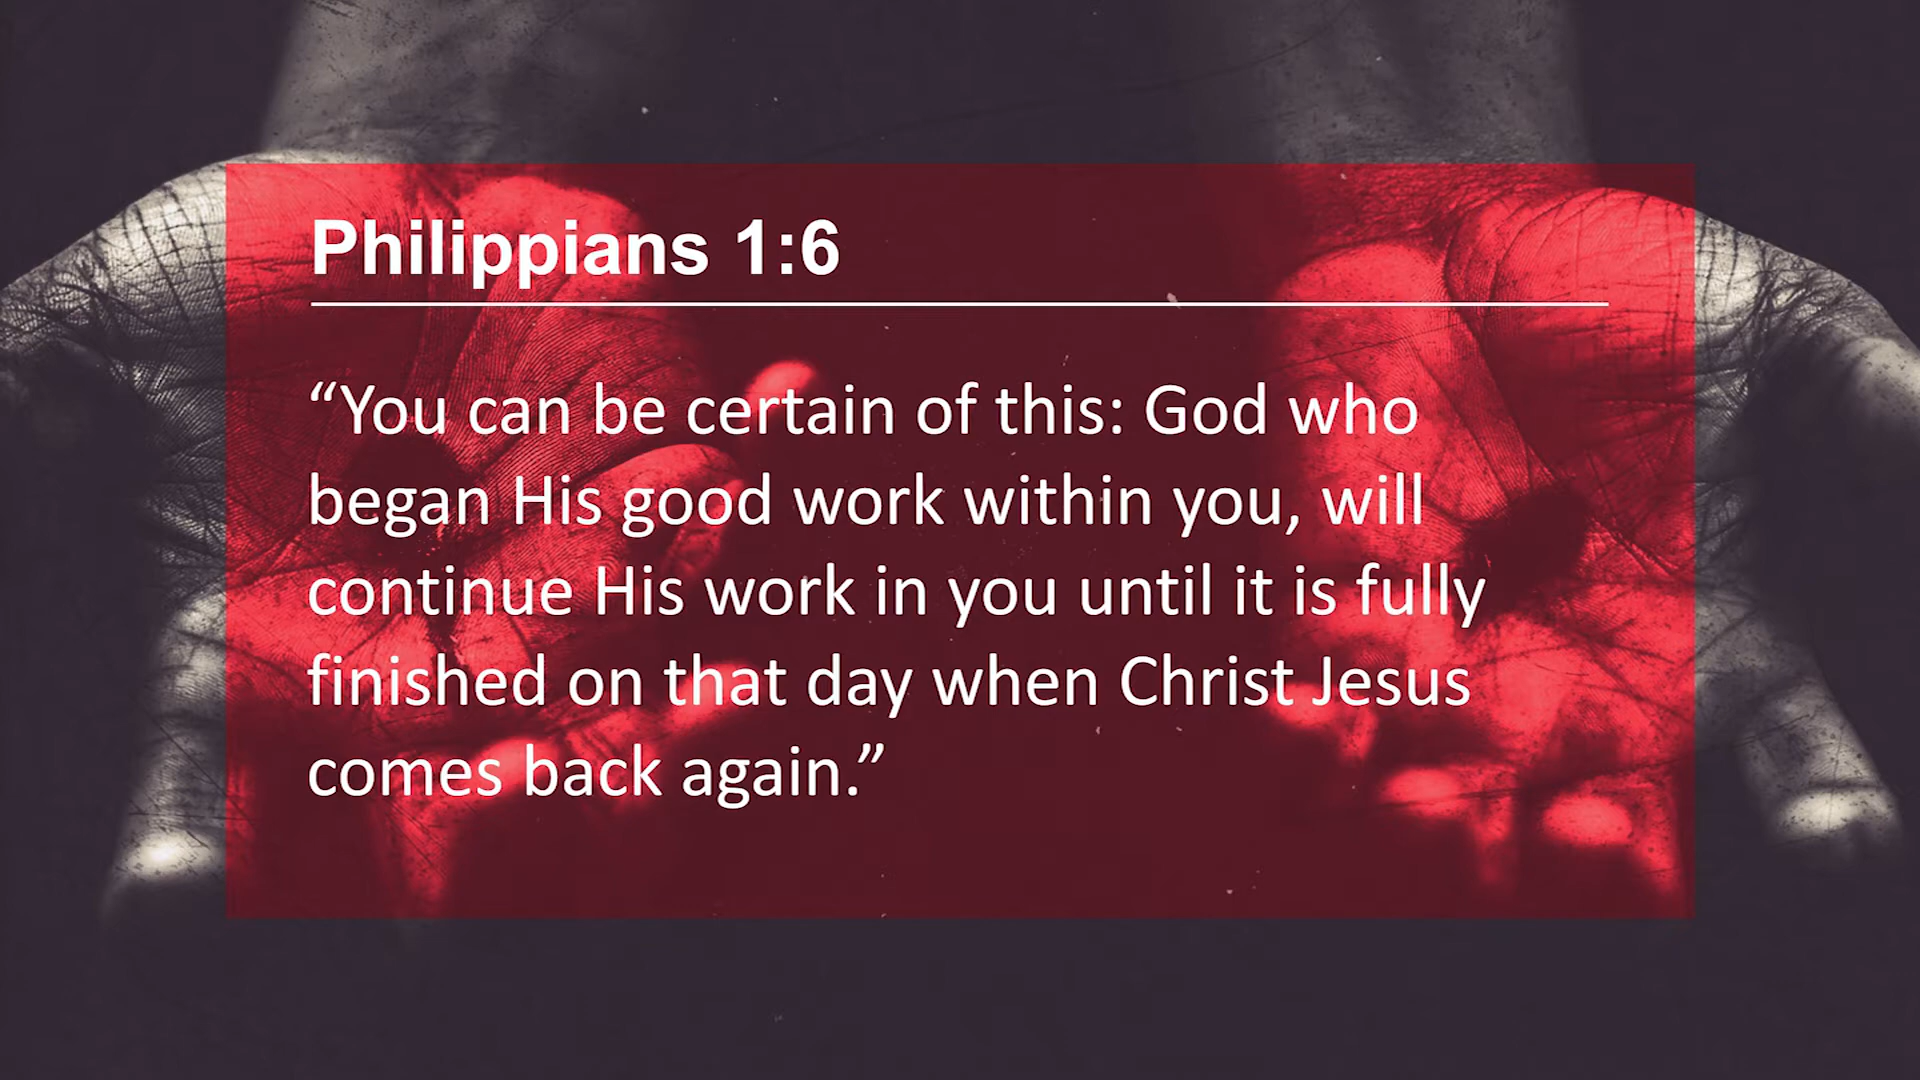 Philippians 1:6
“You can be certain of this: God who
began His good work within you, will
continue His work in you until it is fully
finished on that day when Christ Jesus
comes back again.”